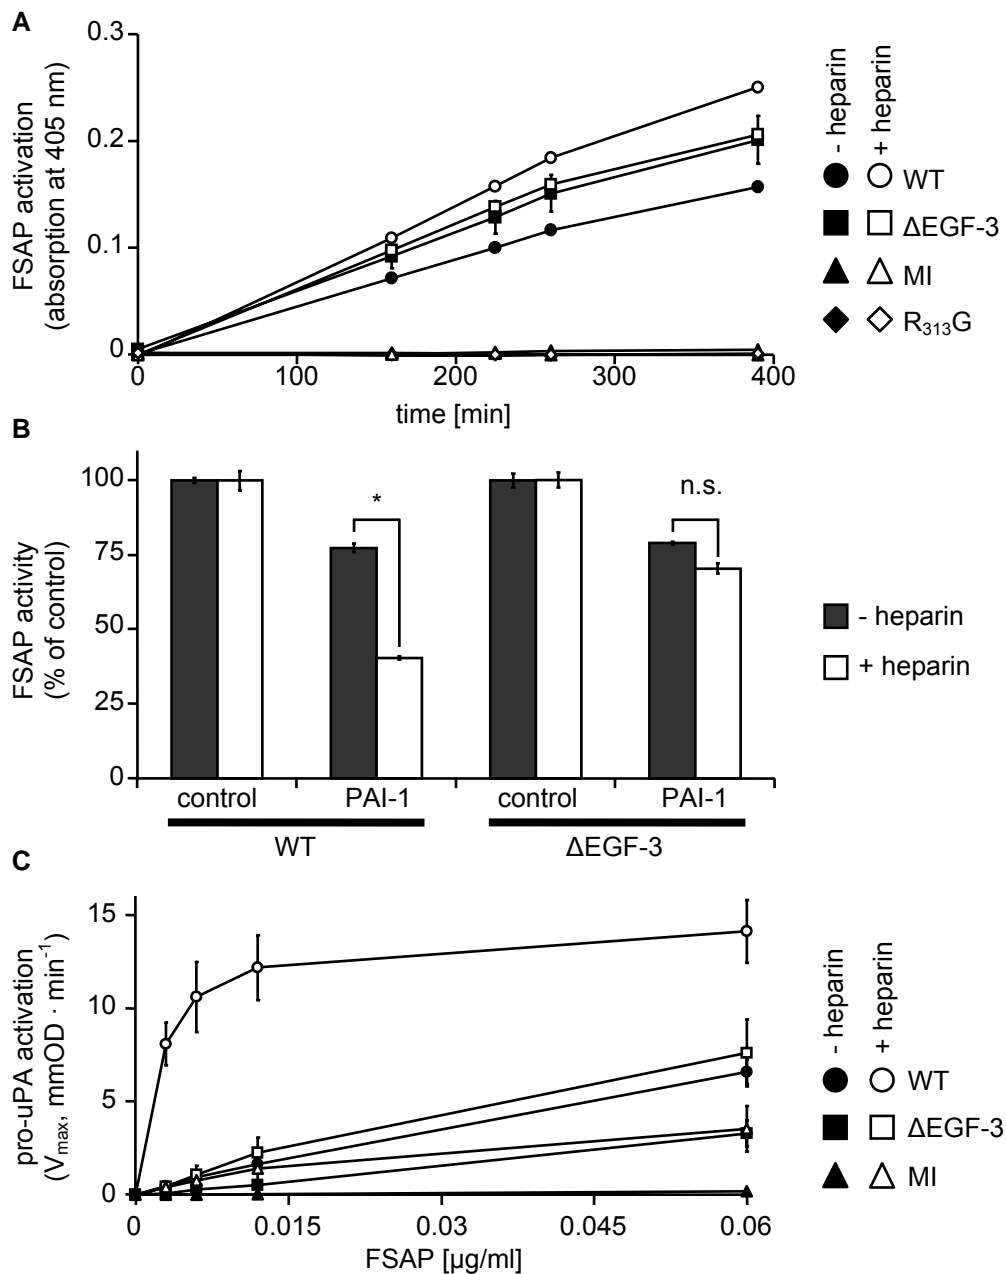 A
0.3
0.2
0.1
0
FSAP activation
(absorption at 405 nm)
0
100
200
300
400
time [min]
- heparin
+ heparin
WT
ΔEGF-3
MI
R₃₁₃G
B
100
75
50
25
0
FSAP activity
(% of control)
*
n.s.
control
PAI-1
control
PAI-1
WT
ΔEGF-3
- heparin
+ heparin
C
15
10
5
0
pro-uPA activation
(Vₘₐₓ, mmOD · min⁻¹)
0
0.015
0.03
0.045
0.06
FSAP [µg/ml]
- heparin
+ heparin
WT
ΔEGF-3
MI